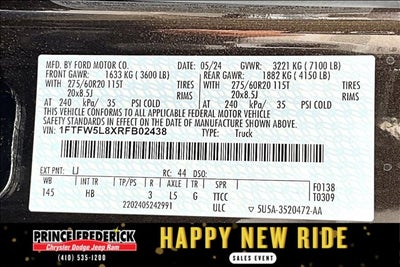 MFD. BY FORD MOTOR CO.
05/24
GVWR: 3221 KG ( 7100 LB)
FRONT GAWR: 1633 KG ( 3600 LB)
REAR GAWR: 1882 KG ( 4150 LB)
WITH 275/60R20 115T TIRES
WITH 275/60R20 115T TIRES
20x8.5J RIMS
20x8.5J RIMS
AT 240 kPa/ 35 PSI COLD
AT 240 kPa/ 35 PSI COLD
THIS VEHICLE CONFORMS TO ALL APPLICABLE FEDERAL MOTOR VEHICLE
SAFETY STANDARDS IN EFFECT ON THE DATE OF MANUFACTURE SHOWN ABOVE.
VIN: 1FTFW5L8XRFB02438
TYPE: Truck
EXT PNT: LJ RC: 44 DSO:
F0138
T0309
WB INT TR TP/PS R AXLE TR SPR
145 HB 3 L5 G TTCC
2202405242991 ULC
5U5A-3520472-AA
PRINCE FREDERICK
Chrysler Dodge Jeep Ram
(410) 535-1200
HAPPY NEW RIDE
SALES EVENT